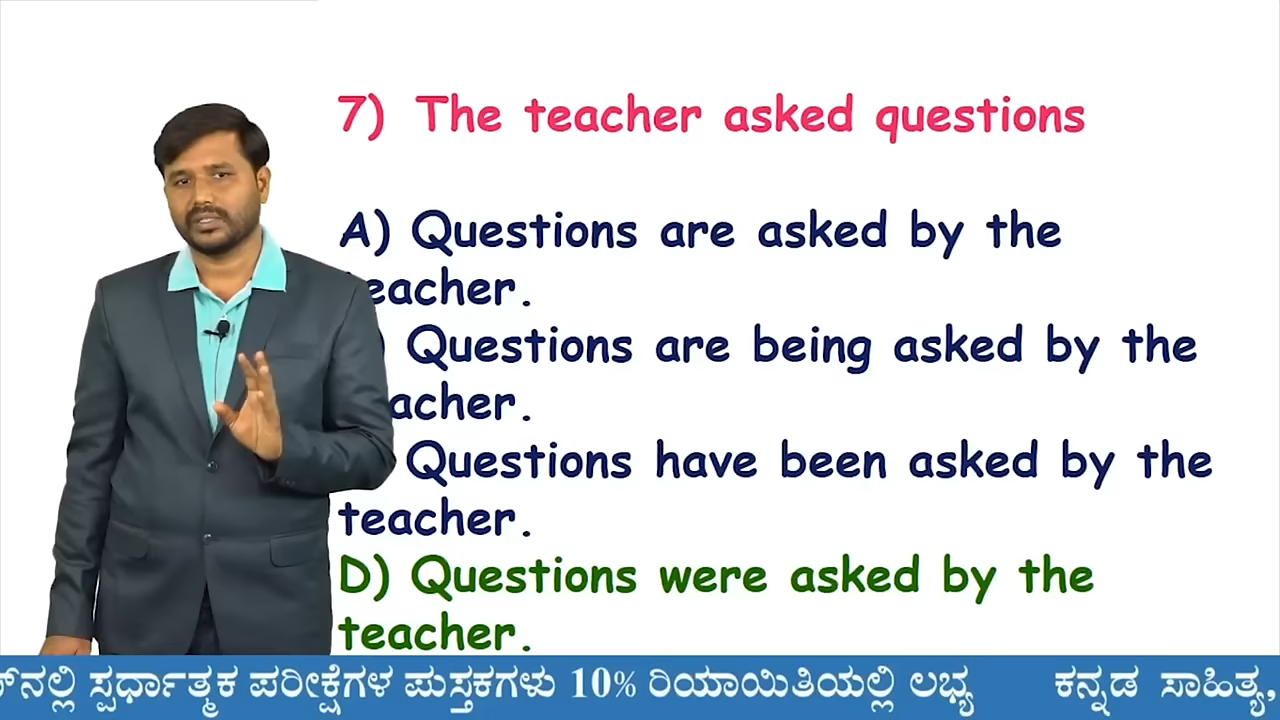 7) The teacher asked questions
A) Questions are asked by the
eacher.
) Questions are being asked by the
acher.
Questions have been asked by the
teacher.
D) Questions were asked by the
teacher.
ಕ್‌ನಲ್ಲಿ ಸ್ಪರ್ಧಾತ್ಮಕ ಪರೀಕ್ಷೆಗಳ ಪುಸ್ತಕಗಳು 10% ರಿಯಾಯಿತಿಯಲ್ಲಿ ಲಭ್ಯ ಕನ್ನಡ ಸಾಹಿತ್ಯ,